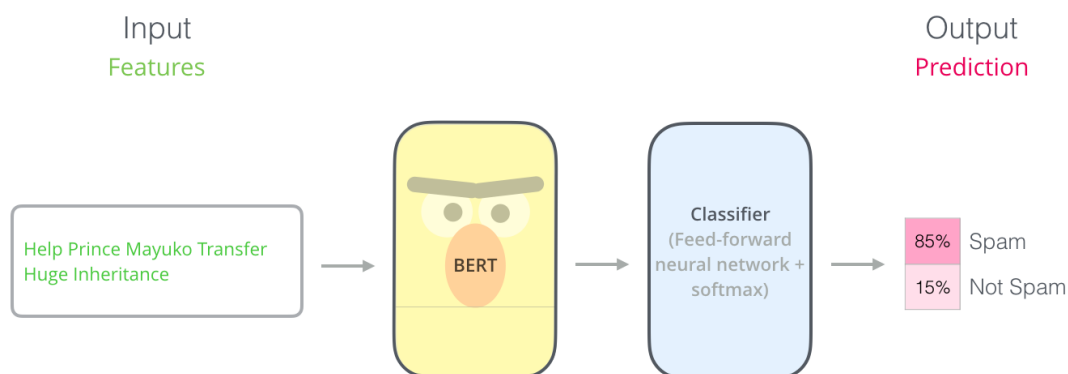 Input
Features
Output
Prediction
Help Prince Mayuko Transfer
Huge Inheritance
BERT
Classifier
(Feed-forward
neural network +
softmax)
85% Spam
15% Not Spam